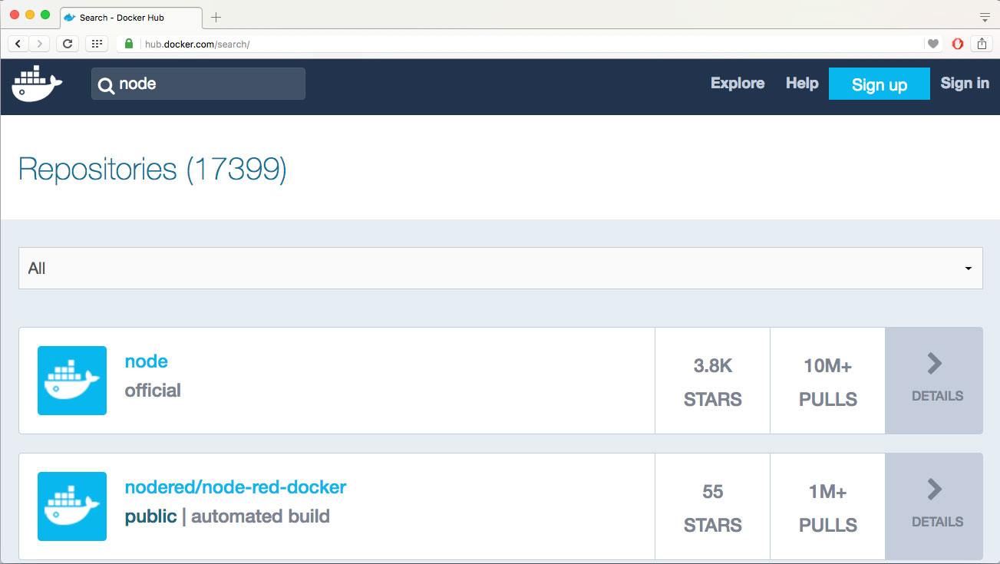 Search - Docker Hub
hub.docker.com/search/
node
Explore
Help
Sign up
Sign in
Repositories (17399)
All
node
official
3.8K
STARS
10M+
PULLS
DETAILS
nodered/node-red-docker
public | automated build
55
STARS
1M+
PULLS
DETAILS